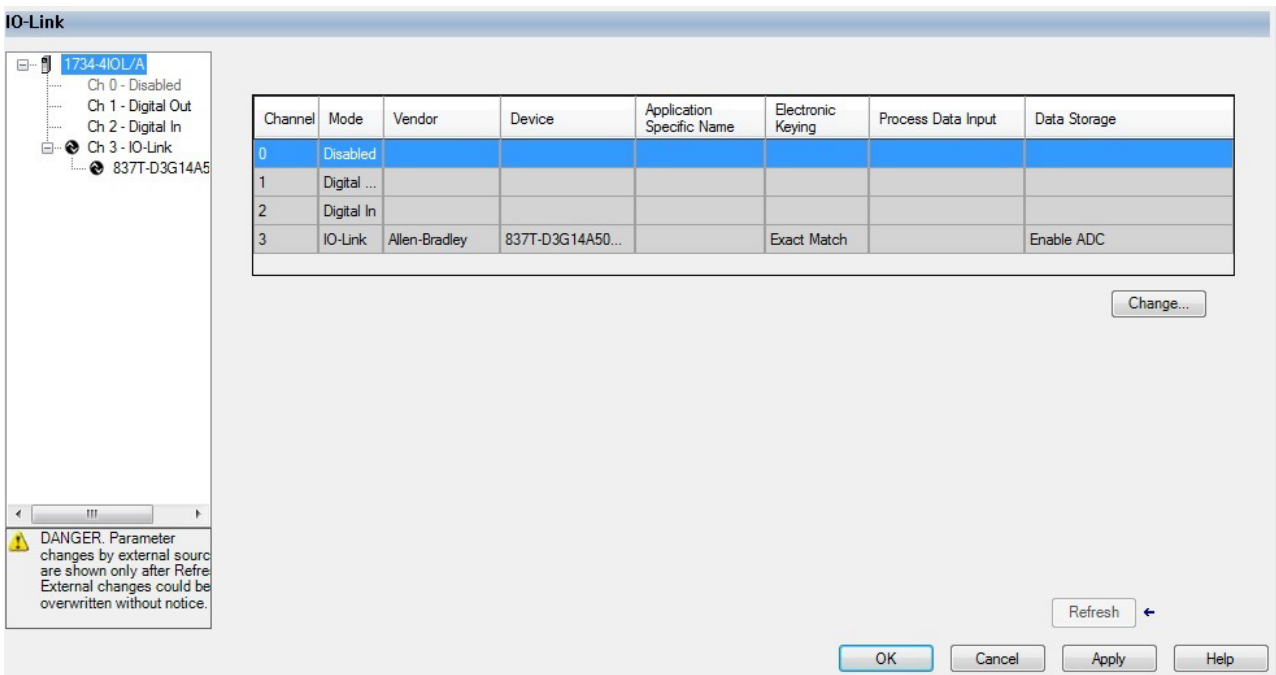 IO-Link
1734-4IOL/A
Ch 0 - Disabled
Ch 1 - Digital Out
Ch 2 - Digital In
Ch 3 - IO-Link
837T-D3G14A5
Channel Mode Vendor Device Application Specific Name Electronic Keying Process Data Input Data Storage
0 Disabled
1 Digital ...
2 Digital In
3 IO-Link Allen-Bradley 837T-D3G14A50... Exact Match Enable ADC
Change...
DANGER. Parameter
changes by external sourc
are shown only after Refre
External changes could be
overwritten without notice.
Refresh
OK Cancel Apply Help